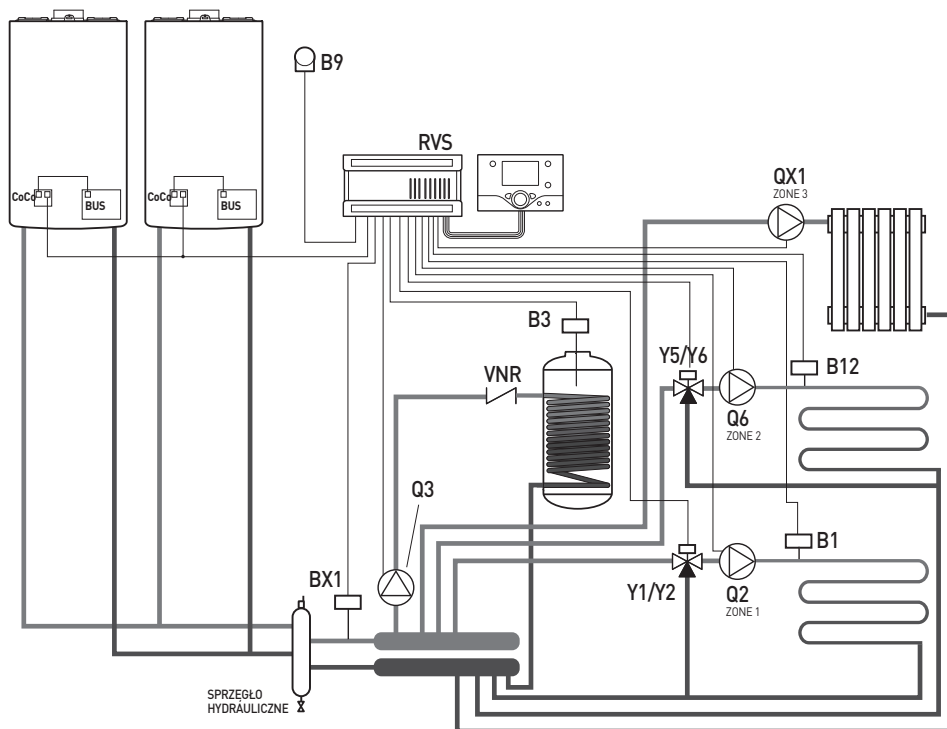 B9
RVS
QX1
ZONE 3
CoCo
BUS
CoCo
BUS
B3
Y5/Y6
B12
VNR
Q6
ZONE 2
Q3
B1
BX1
Y1/Y2
Q2
ZONE 1
SPRZĘGŁO
HYDRAULICZNE